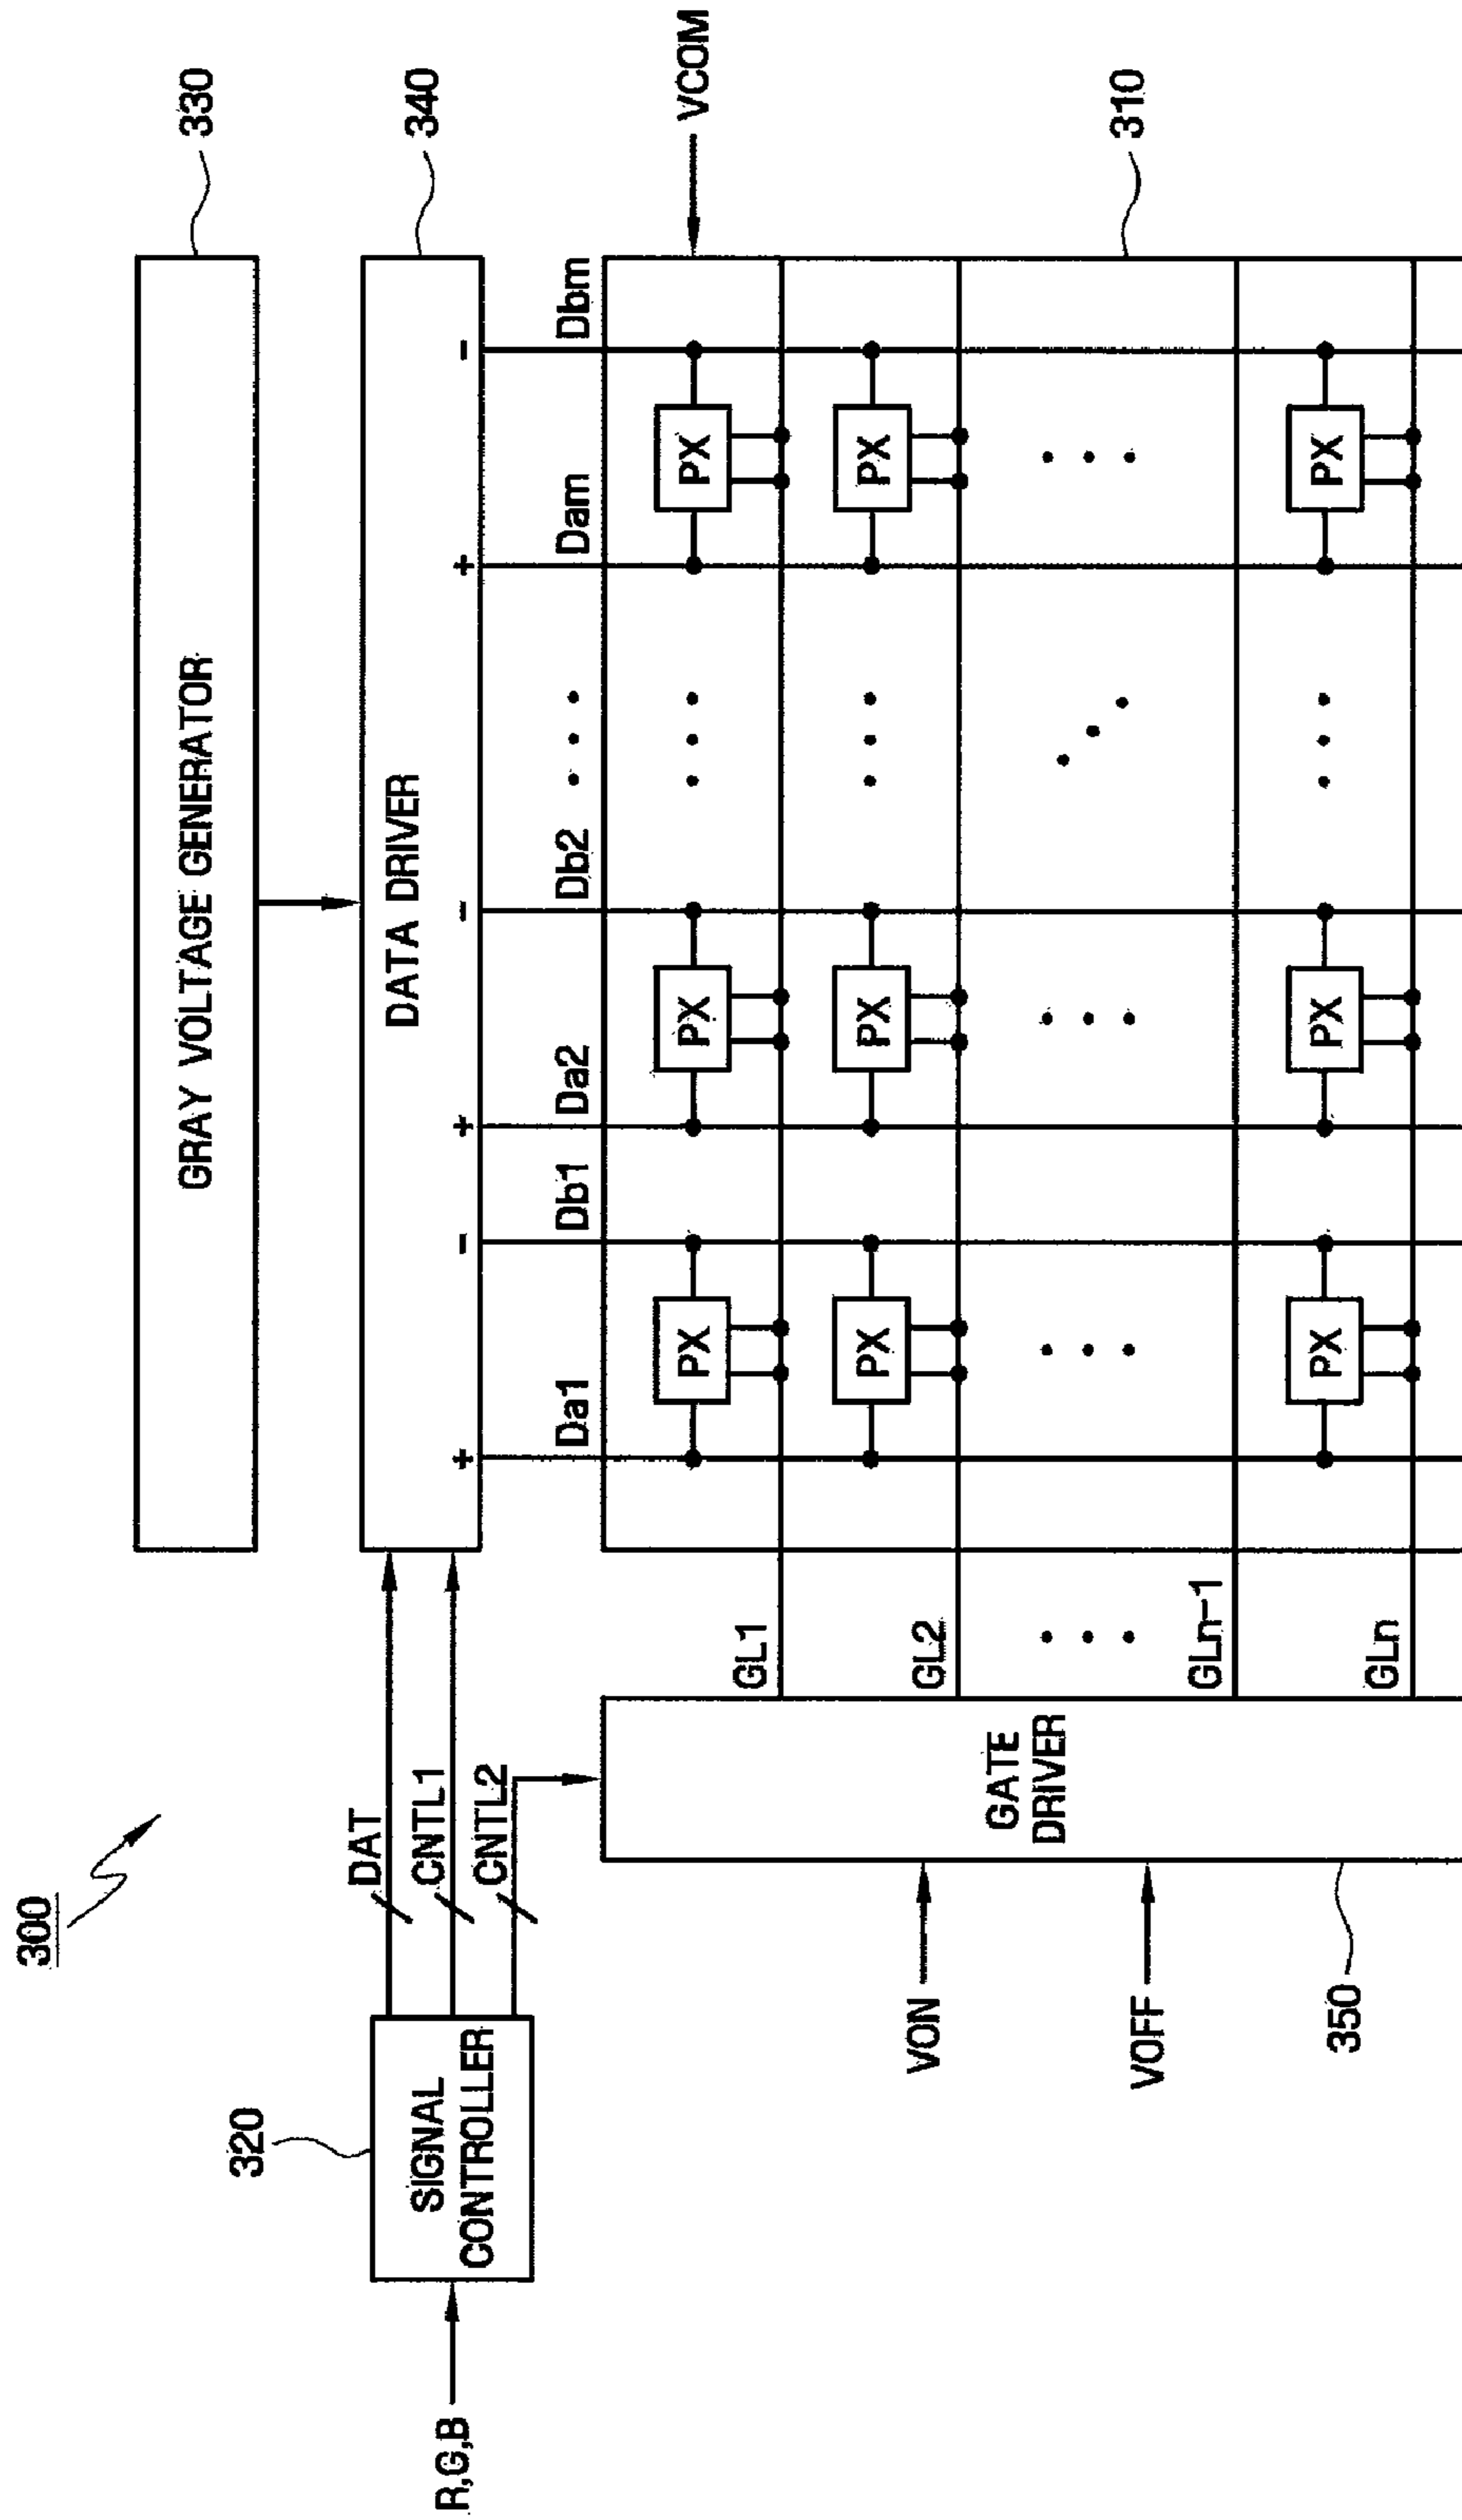 300
GRAY VOLTAGE GENERATOR
330
320
DATA DRIVER
340
DAT
CNTL1
CNTL2
R,G,B
SIGNAL
CONTROLLER
+ - + - + -
Da1 Db1 Da2 Db2 Dam Dbm
VCOM
PX PX PX
GL1
PX PX PX
GL2
VON
GATE
DRIVER
VOFF
310
GLn-1
PX PX PX
350
GLn